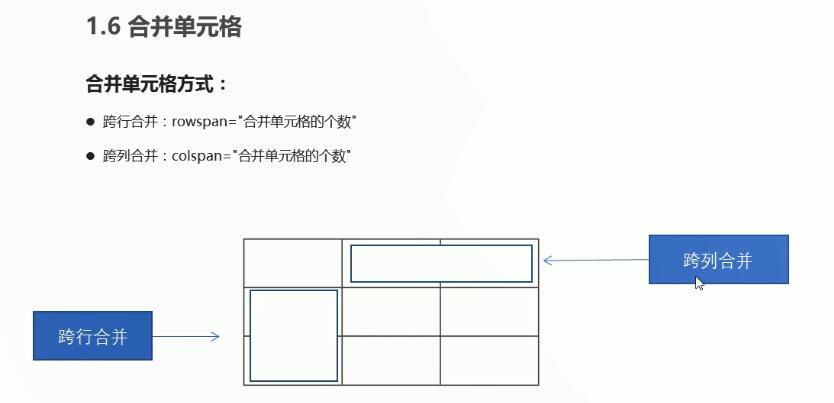 1.6 合并单元格
合并单元格方式：
● 跨行合并：rowspan="合并单元格的个数"
● 跨列合并：colspan="合并单元格的个数"
跨列合并
跨行合并